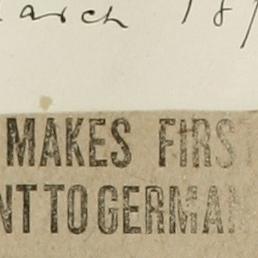 arch 18
MAKES FIRS
NT TO GERMA